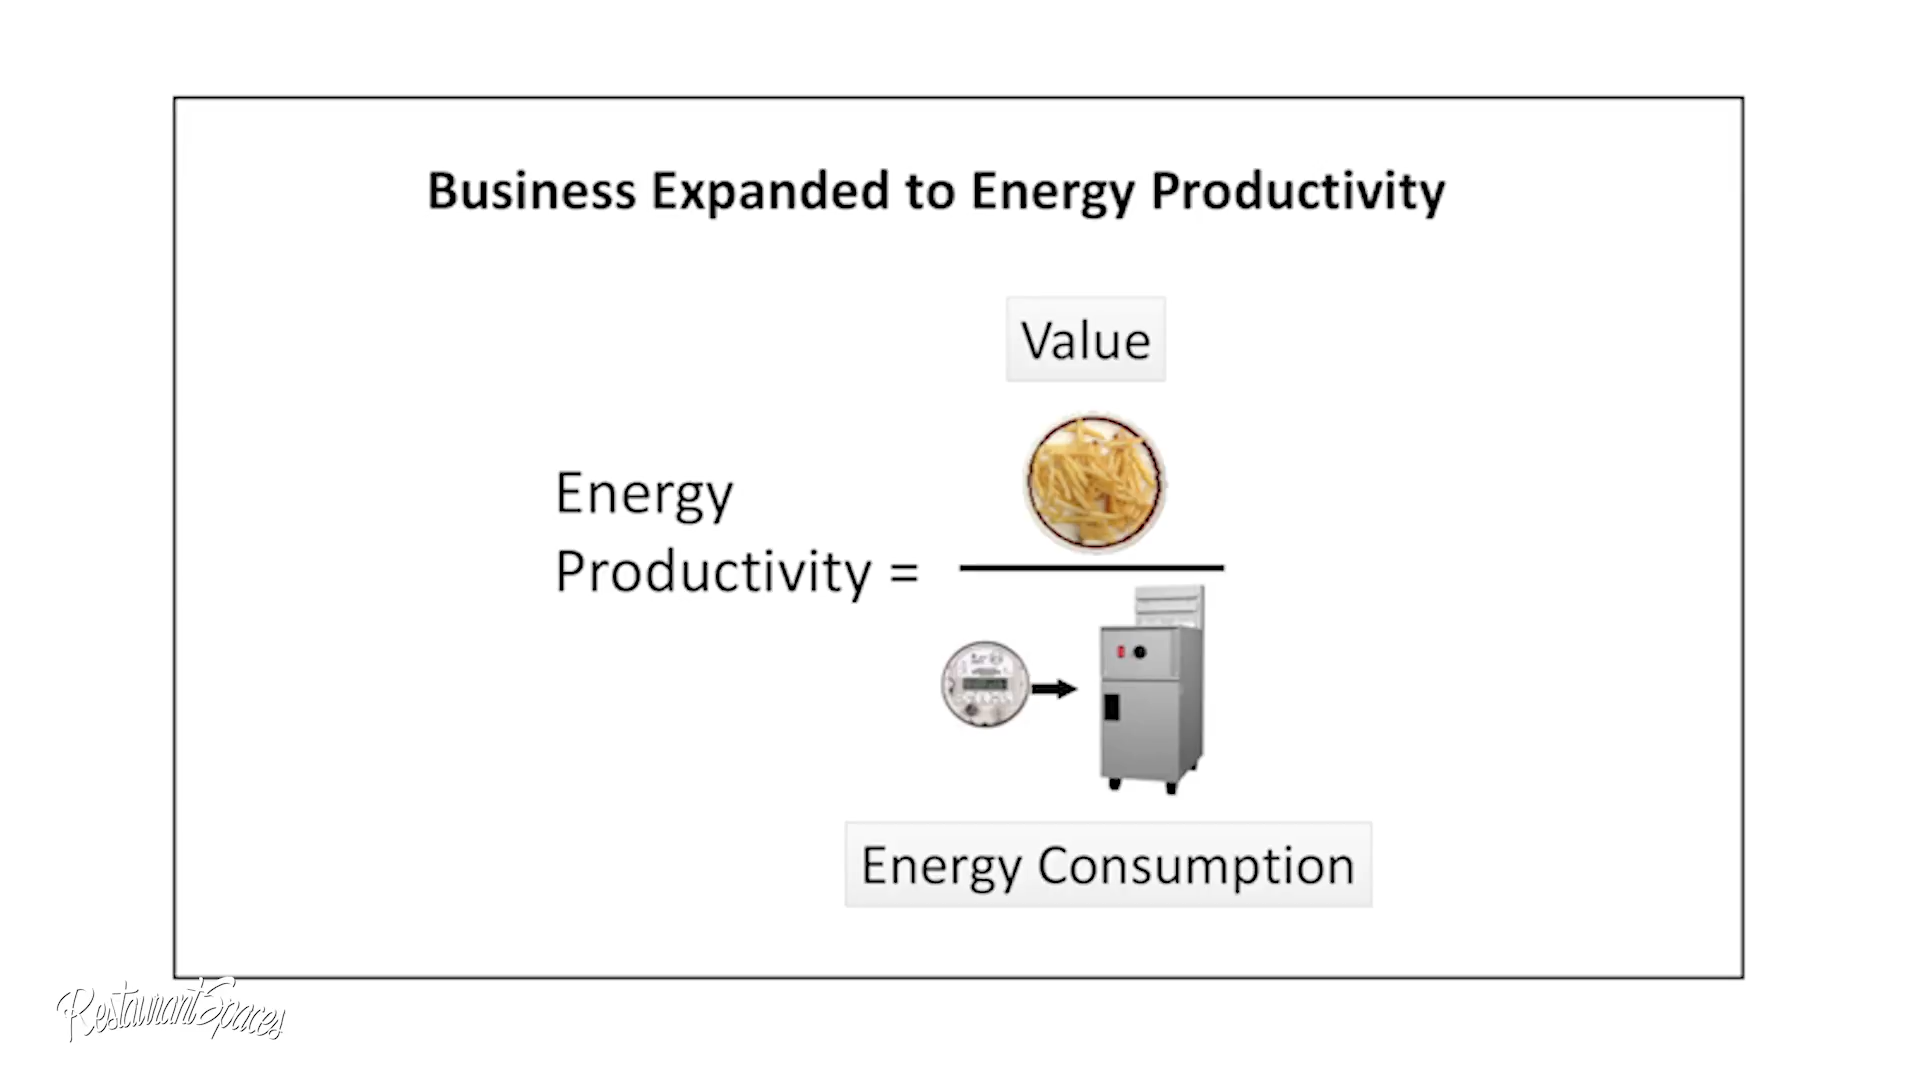 Business Expanded to Energy Productivity
Value
Energy
Productivity =
Energy Consumption
RestaurantSpaces